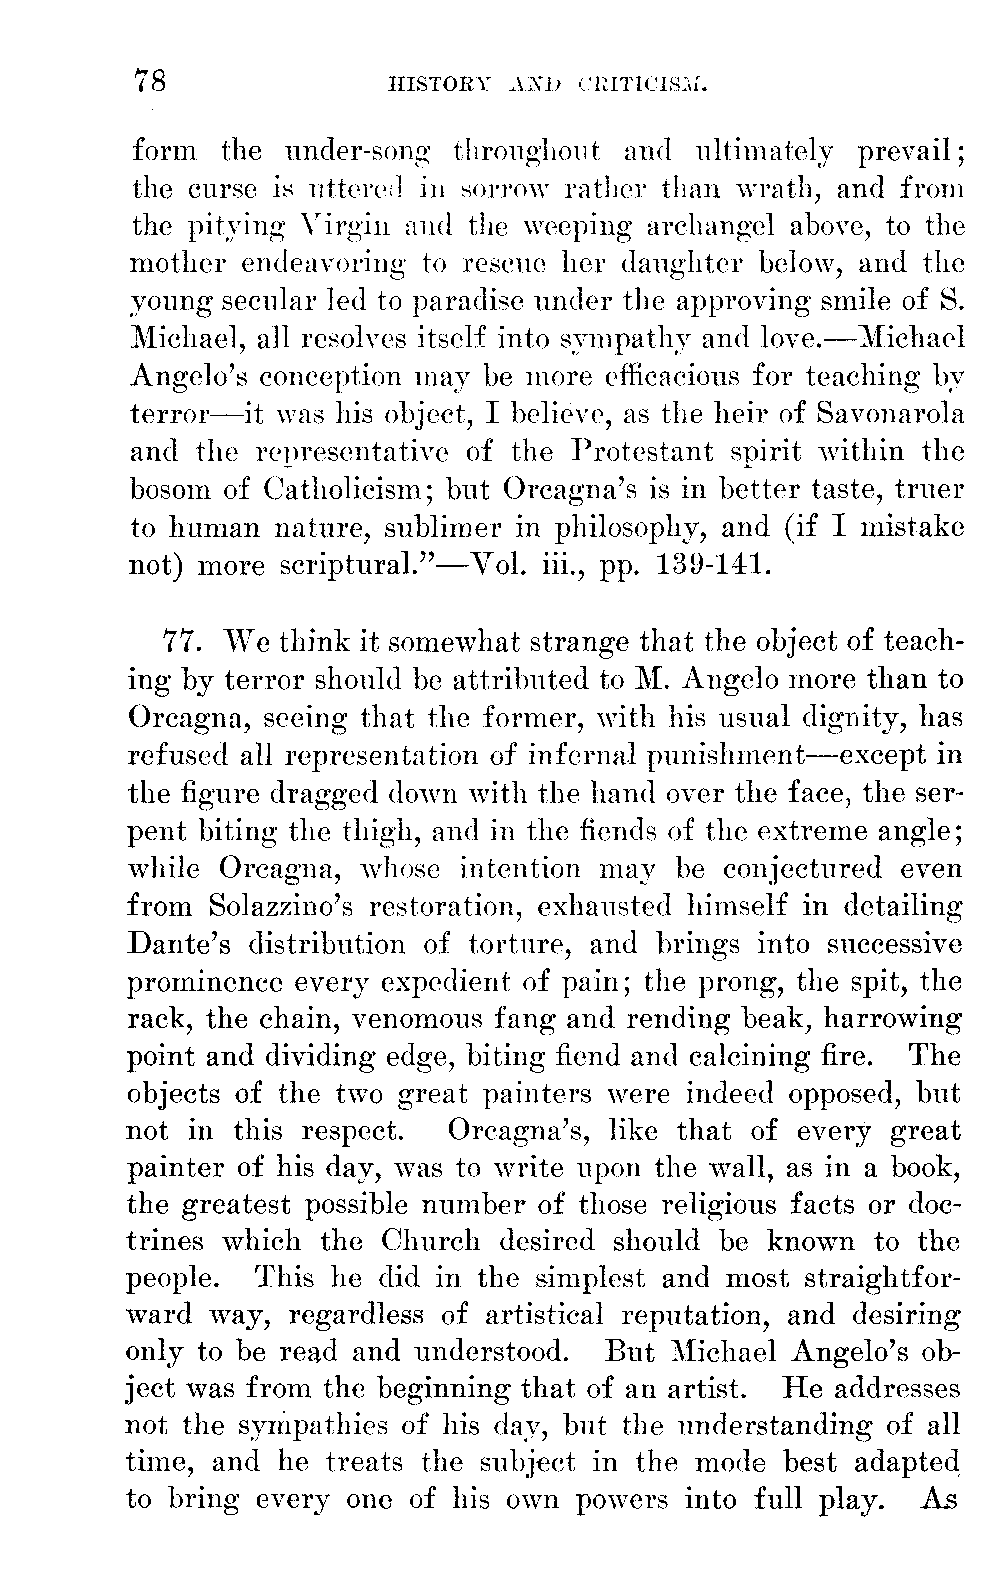 78 HISTORY AND CRITICISM.
form the under-song throughout and ultimately prevail;
the curse is uttered in sorrow rather than wrath, and from
the pitying Virgin and the weeping archangel above, to the
mother endeavoring to rescue her daughter below, and the
young secular led to paradise under the approving smile of S.
Michael, all resolves itself into sympathy and love.—Michael
Angelo's conception may be more efficacious for teaching by
terror—it was his object, I believe, as the heir of Savonarola
and the representative of the Protestant spirit within the
bosom of Catholicism; but Orcagna's is in better taste, truer
to human nature, sublimer in philosophy, and (if I mistake
not) more scriptural."—Vol. iii., pp. 139-141.
77. We think it somewhat strange that the object of teach-
ing by terror should be attributed to M. Angelo more than to
Orcagna, seeing that the former, with his usual dignity, has
refused all representation of infernal punishment—except in
the figure dragged down with the hand over the face, the ser-
pent biting the thigh, and in the fiends of the extreme angle;
while Orcagna, whose intention may be conjectured even
from Solazzino's restoration, exhausted himself in detailing
Dante's distribution of torture, and brings into successive
prominence every expedient of pain; the prong, the spit, the
rack, the chain, venomous fang and rending beak, harrowing
point and dividing edge, biting fiend and calcining fire. The
objects of the two great painters were indeed opposed, but
not in this respect. Orcagna's, like that of every great
painter of his day, was to write upon the wall, as in a book,
the greatest possible number of those religious facts or doc-
trines which the Church desired should be known to the
people. This he did in the simplest and most straightfor-
ward way, regardless of artistical reputation, and desiring
only to be read and understood. But Michael Angelo's ob-
ject was from the beginning that of an artist. He addresses
not the sympathies of his day, but the understanding of all
time, and he treats the subject in the mode best adapted
to bring every one of his own powers into full play. As